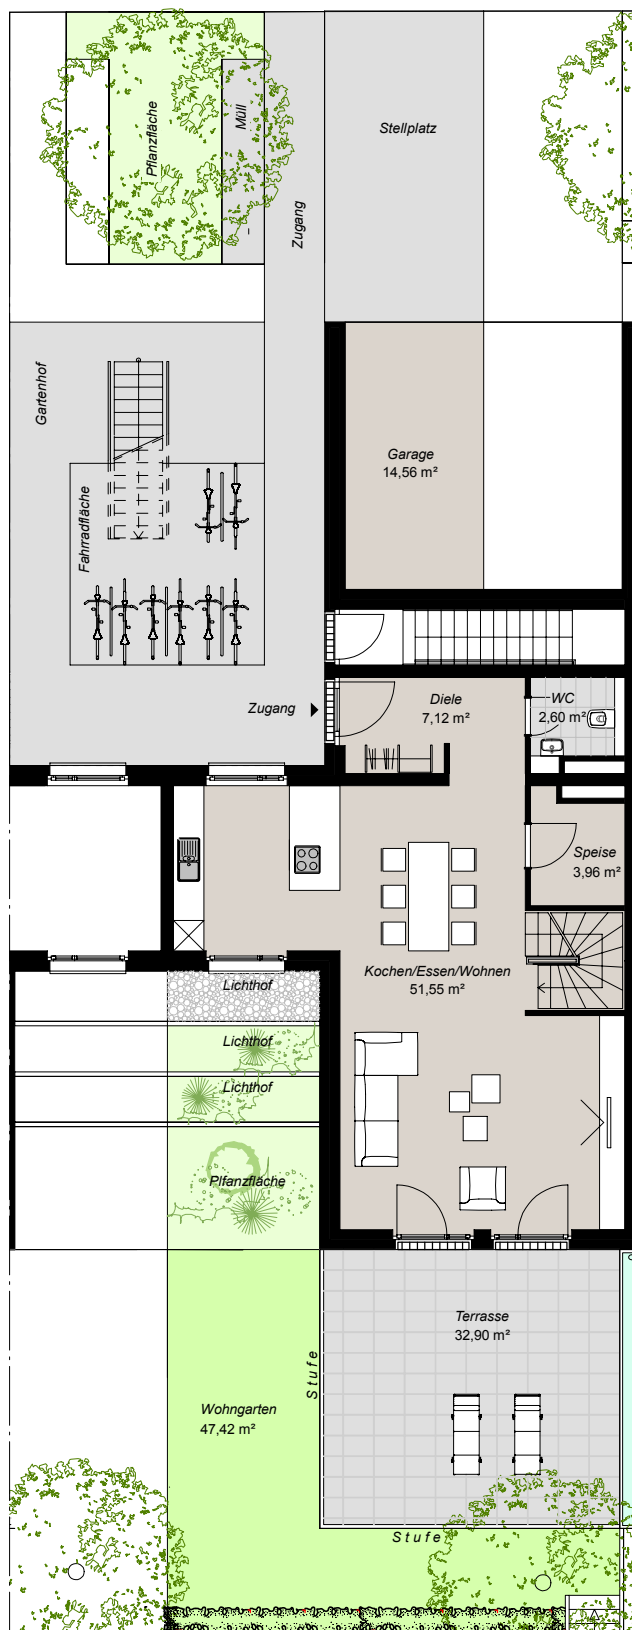 Pflanzfläche
Müll
Stellplatz
Zugang
Gartenhof
Garage
14,56 m²
Fahrradfläche
Diele
7,12 m²
WC
2,60 m²
Zugang
Speise
3,96 m²
Kochen/Essen/Wohnen
51,55 m²
Lichthof
Lichthof
Lichthof
Plfanzfläche
Terrasse
32,90 m²
Stufe
Wohngarten
47,42 m²
Stufe